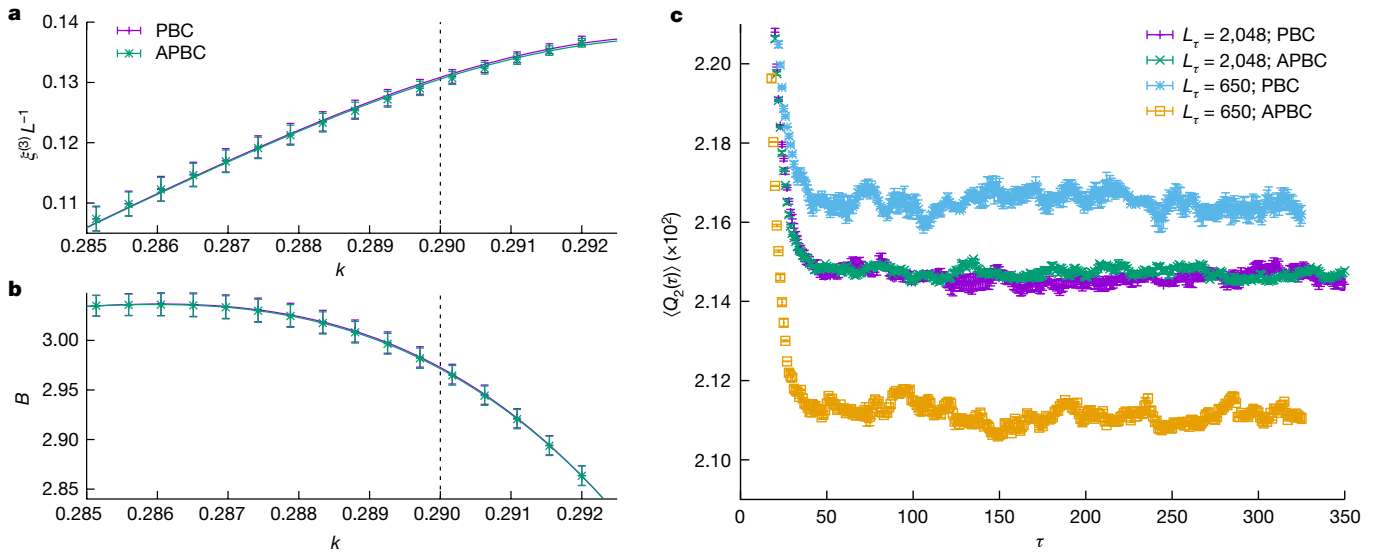 a
PBC
APBC
0.14
0.13
0.12
0.11
ξ(3) L−1
0.285 0.286 0.287 0.288 0.289 0.290 0.291 0.292
k
b
3.00
2.95
2.90
2.85
B
0.285 0.286 0.287 0.288 0.289 0.290 0.291 0.292
k
c
Lτ = 2,048; PBC
Lτ = 2,048; APBC
Lτ = 650; PBC
Lτ = 650; APBC
2.20
2.18
2.16
2.14
2.12
2.10
⟨Q2(τ)⟩ (×102)
0 50 100 150 200 250 300 350
τ